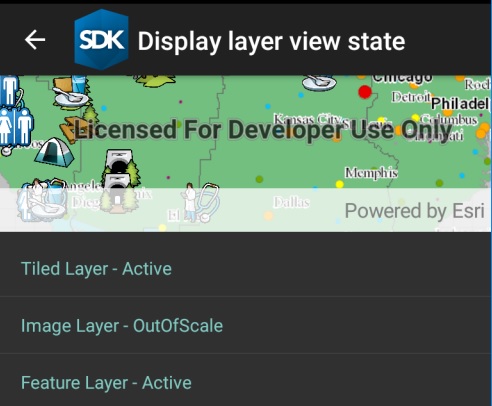 SDK Display layer view state
Chicago
Detroit Philadel
Licensed For Developer Use Only
Kansas City
Columbus
Memphis
Dallas
Powered by Esri
Tiled Layer - Active
Image Layer - OutOfScale
Feature Layer - Active